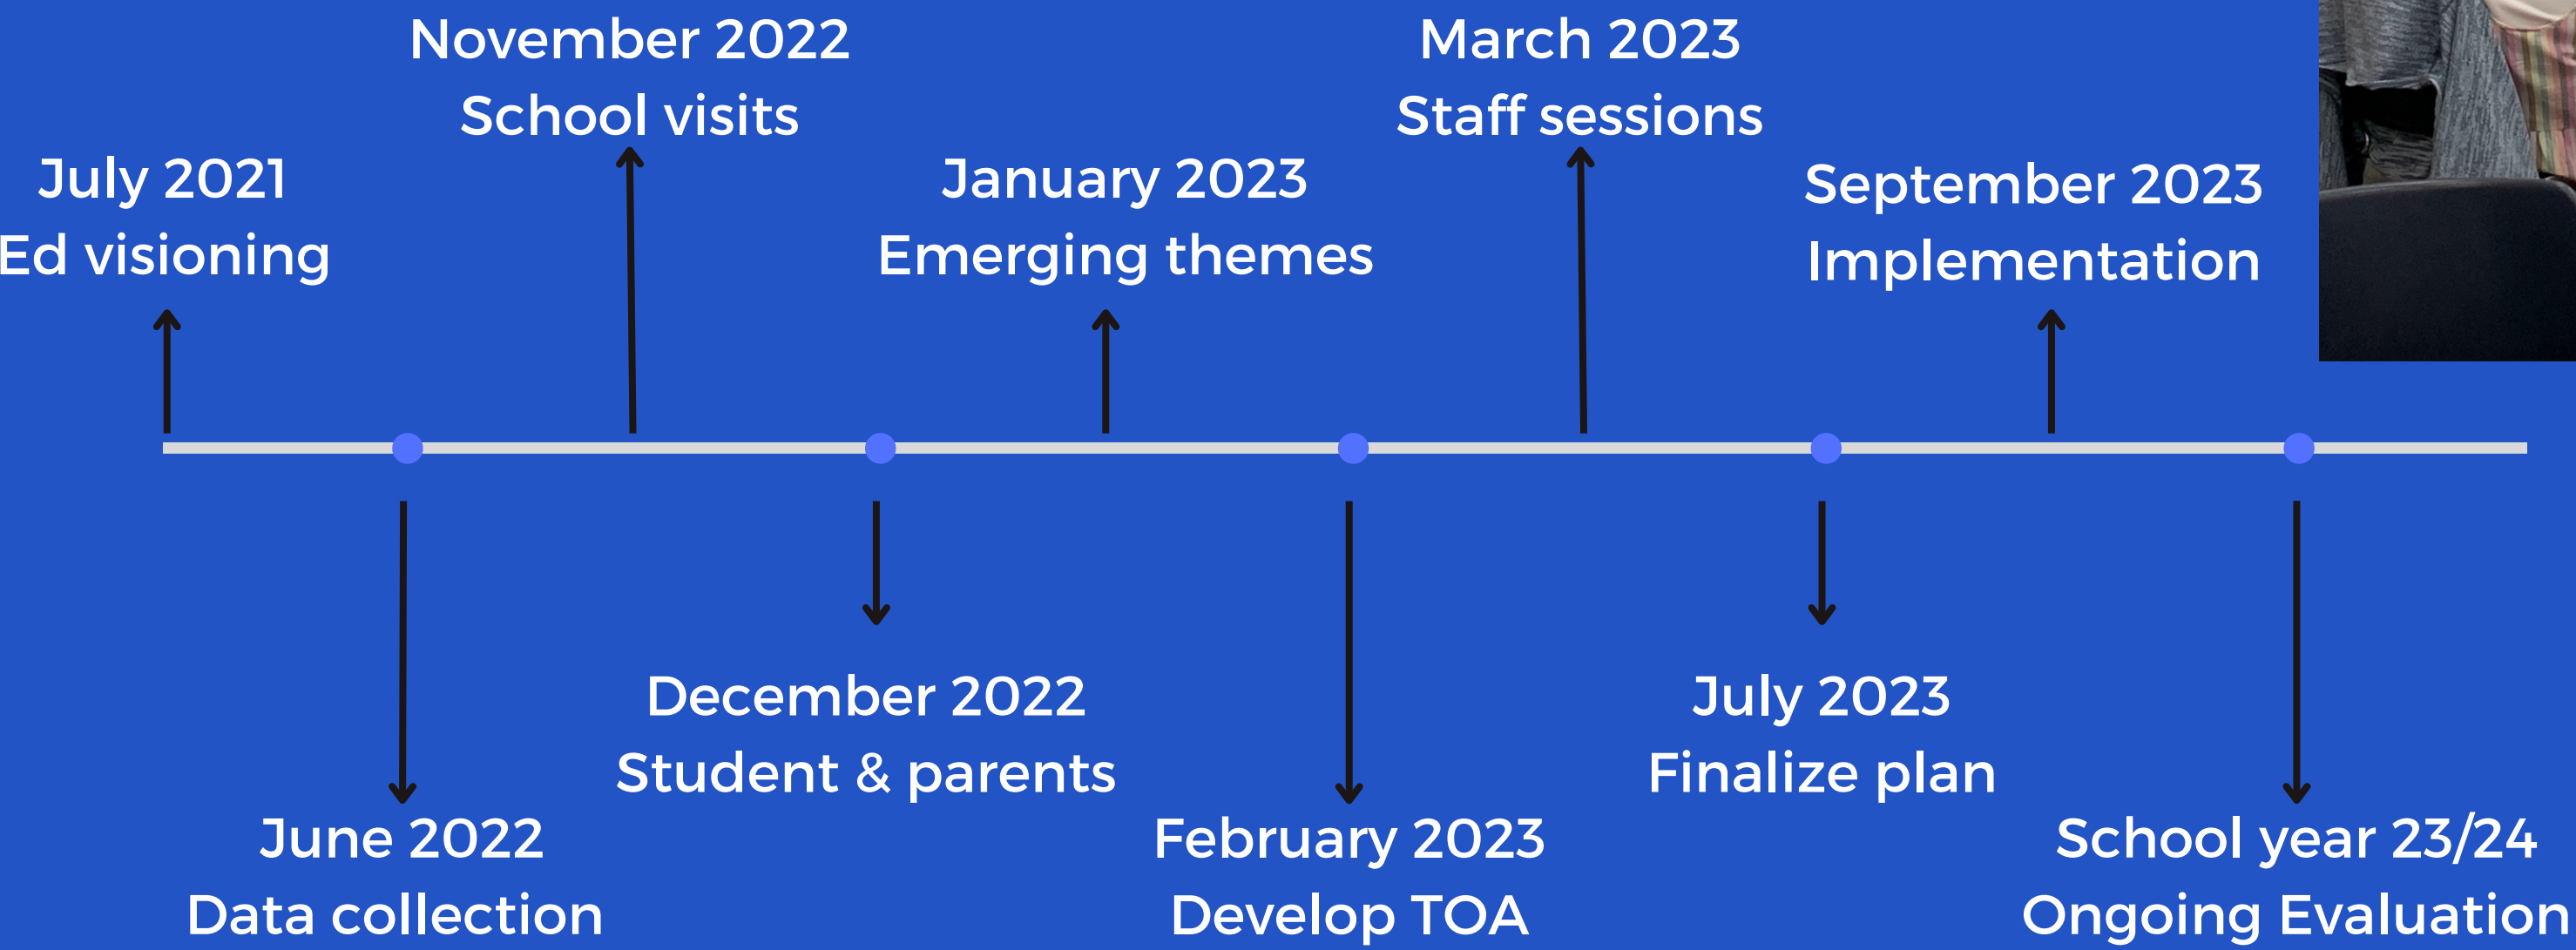 July 2021
Ed visioning
June 2022
Data collection
November 2022
School visits
December 2022
Student & parents
January 2023
Emerging themes
February 2023
Develop TOA
March 2023
Staff sessions
July 2023
Finalize plan
September 2023
Implementation
School year 23/24
Ongoing Evaluation